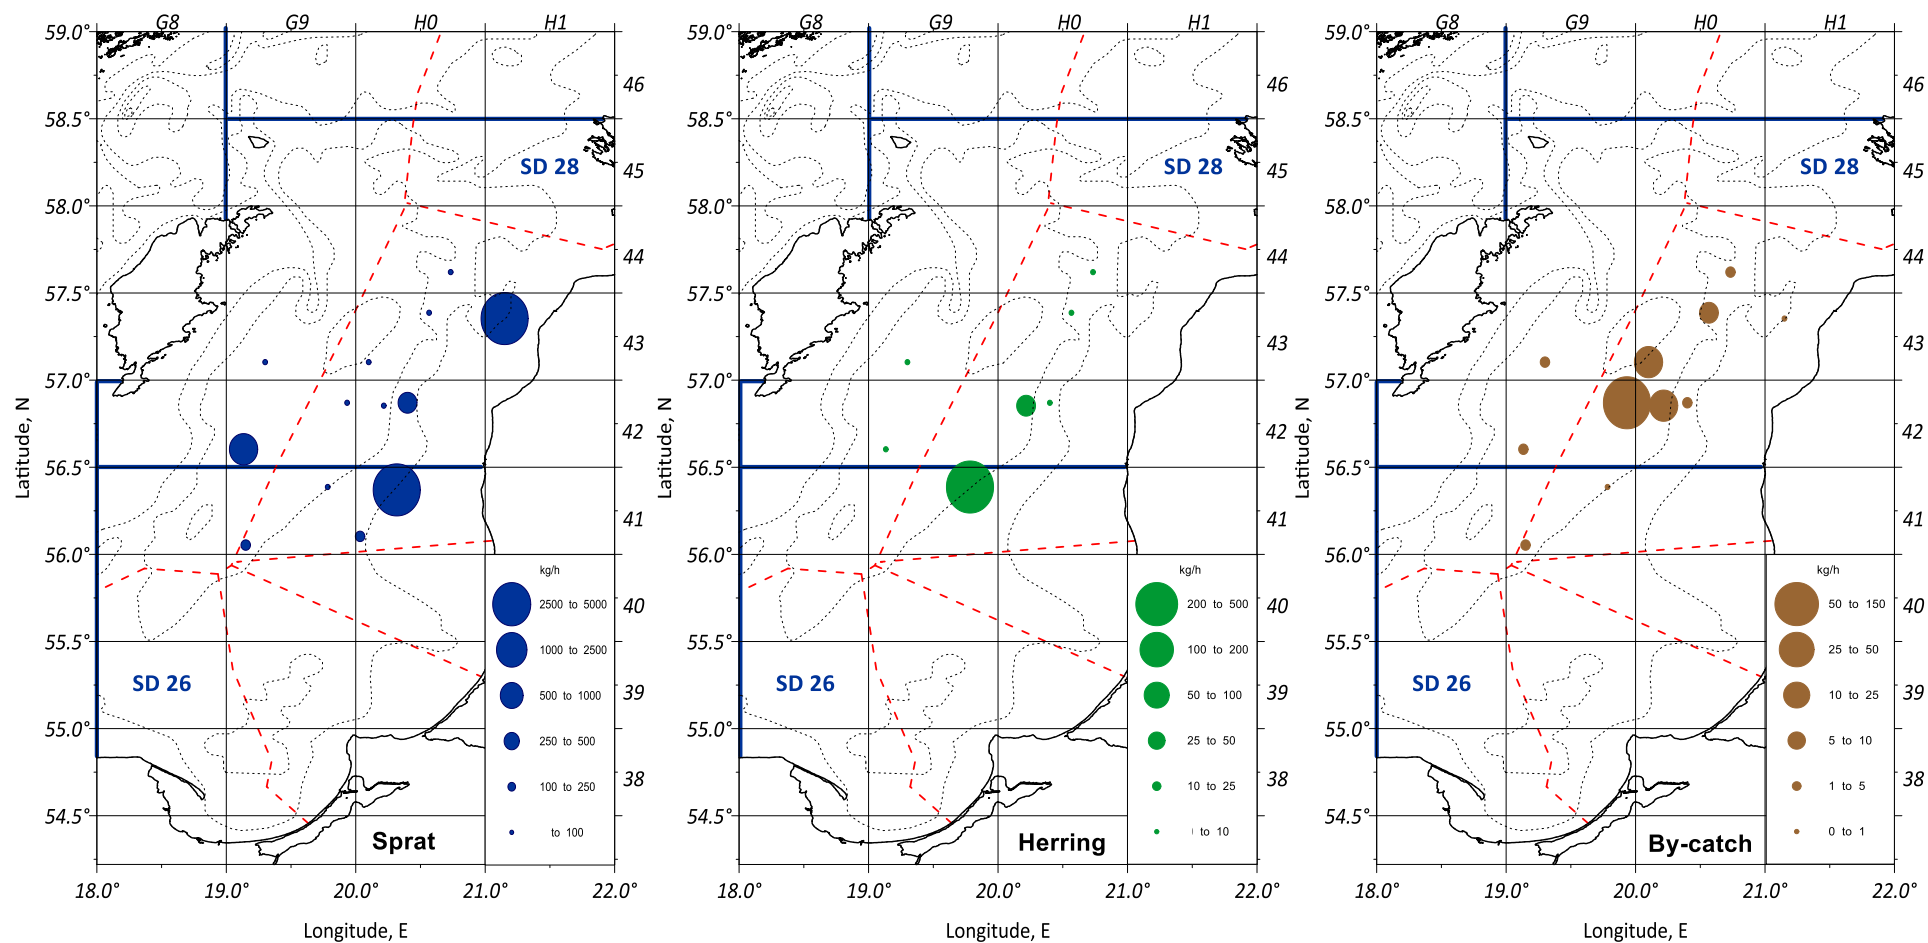 G8 G9 H0 H1
59.0°
46
58.5°
SD 28
45
58.0°
44
57.5°
43
57.0°
42
56.5°
41
56.0°
kg/h
2500 to 5000
40
55.5°
1000 to 2500
SD 26
500 to 1000
39
55.0°
250 to 500
38
100 to 250
54.5°
to 100
Sprat
18.0° 19.0° 20.0° 21.0° 22.0°
Latitude, N
Longitude, E
G8 G9 H0 H1
59.0°
46
58.5°
SD 28
45
58.0°
44
57.5°
43
57.0°
42
56.5°
41
56.0°
kg/h
200 to 500
40
55.5°
100 to 200
SD 26
50 to 100
39
55.0°
25 to 50
38
10 to 25
54.5°
to 10
Herring
18.0° 19.0° 20.0° 21.0° 22.0°
Latitude, N
Longitude, E
G8 G9 H0 H1
59.0°
46
58.5°
SD 28
45
58.0°
44
57.5°
43
57.0°
42
56.5°
41
56.0°
kg/h
50 to 150
40
55.5°
25 to 50
SD 26
10 to 25
39
55.0°
5 to 10
38
1 to 5
54.5°
0 to 1
By-catch
18.0° 19.0° 20.0° 21.0° 22.0°
Latitude, N
Longitude, E